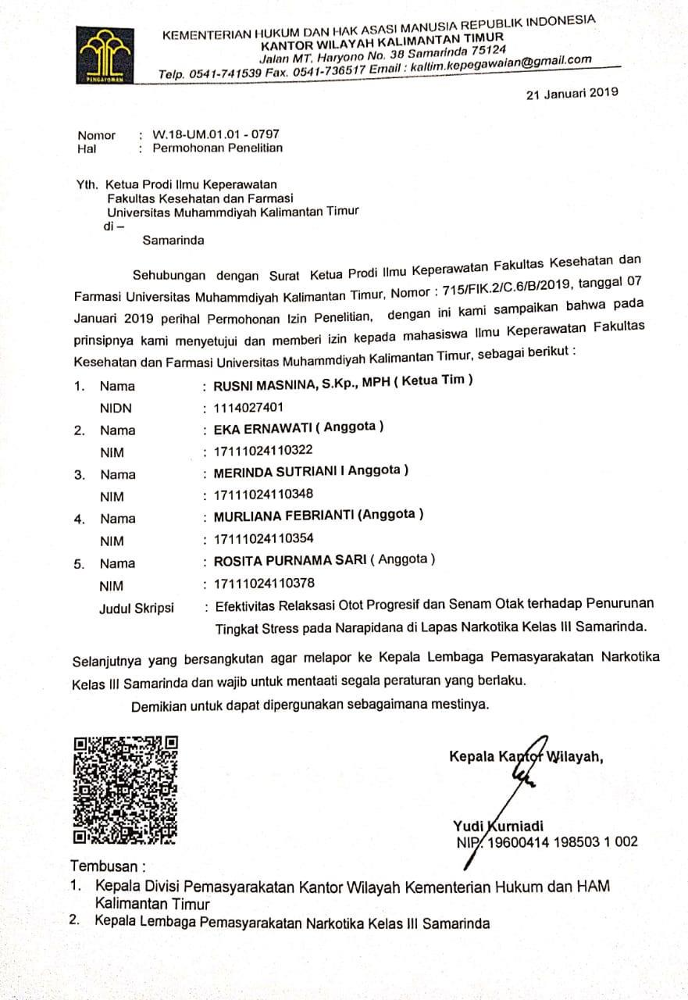 PENGAYOMAN
KEMENTERIAN HUKUM DAN HAK ASASI MANUSIA REPUBLIK INDONESIA
KANTOR WILAYAH KALIMANTAN TIMUR
Jalan MT. Haryono No. 38 Samarinda 75124
Telp. 0541-741539 Fax. 0541-736517 Email : kaltim.kepegawaian@gmail.com
21 Januari 2019
Nomor : W.18-UM.01.01 - 0797
Hal : Permohonan Penelitian
Yth. Ketua Prodi Ilmu Keperawatan
Fakultas Kesehatan dan Farmasi
Universitas Muhammdiyah Kalimantan Timur
di –
Samarinda
Sehubungan dengan Surat Ketua Prodi Ilmu Keperawatan Fakultas Kesehatan dan
Farmasi Universitas Muhammdiyah Kalimantan Timur, Nomor : 715/FIK.2/C.6/B/2019, tanggal 07
Januari 2019 perihal Permohonan Izin Penelitian, dengan ini kami sampaikan bahwa pada
prinsipnya kami menyetujui dan memberi izin kepada mahasiswa Ilmu Keperawatan Fakultas
Kesehatan dan Farmasi Universitas Muhammdiyah Kalimantan Timur, sebagai berikut :
1. Nama : RUSNI MASNINA, S.Kp., MPH ( Ketua Tim )
NIDN : 1114027401
2. Nama : EKA ERNAWATI ( Anggota )
NIM : 17111024110322
3. Nama : MERINDA SUTRIANI I Anggota )
NIM : 17111024110348
4. Nama : MURLIANA FEBRIANTI (Anggota )
NIM : 17111024110354
5. Nama : ROSITA PURNAMA SARI ( Anggota )
NIM : 17111024110378
Judul Skripsi : Efektivitas Relaksasi Otot Progresif dan Senam Otak terhadap Penurunan
Tingkat Stress pada Narapidana di Lapas Narkotika Kelas III Samarinda.
Selanjutnya yang bersangkutan agar melapor ke Kepala Lembaga Pemasyarakatan Narkotika
Kelas III Samarinda dan wajib untuk mentaati segala peraturan yang berlaku.
Demikian untuk dapat dipergunakan sebagaimana mestinya.
Kepala Kantor Wilayah,
Yudi Kurniadi
NIP. 19600414 198503 1 002
Tembusan :
1. Kepala Divisi Pemasyarakatan Kantor Wilayah Kementerian Hukum dan HAM
Kalimantan Timur
2. Kepala Lembaga Pemasyarakatan Narkotika Kelas III Samarinda